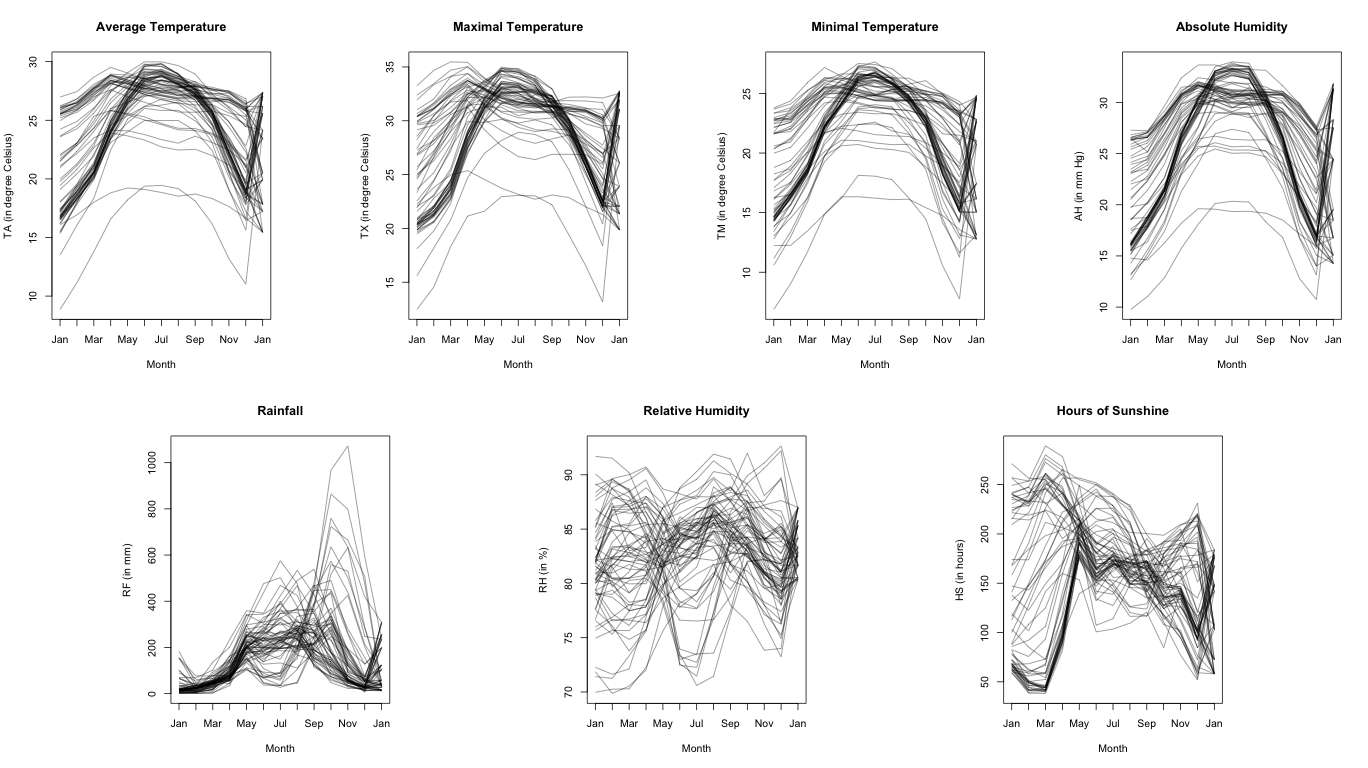 Average Temperature
TA (in degree Celsius)
30
25
20
15
10
Jan Mar May Jul Sep Nov Jan
Month
Maximal Temperature
TX (in degree Celsius)
35
30
25
20
15
Jan Mar May Jul Sep Nov Jan
Month
Minimal Temperature
TM (in degree Celsius)
25
20
15
10
Jan Mar May Jul Sep Nov Jan
Month
Absolute Humidity
AH (in mm Hg)
30
25
20
15
10
Jan Mar May Jul Sep Nov Jan
Month
Rainfall
RF (in mm)
1000
800
600
400
200
0
Jan Mar May Jul Sep Nov Jan
Month
Relative Humidity
RH (in %)
90
85
80
75
70
Jan Mar May Jul Sep Nov Jan
Month
Hours of Sunshine
HS (in hours)
250
200
150
100
50
Jan Mar May Jul Sep Nov Jan
Month